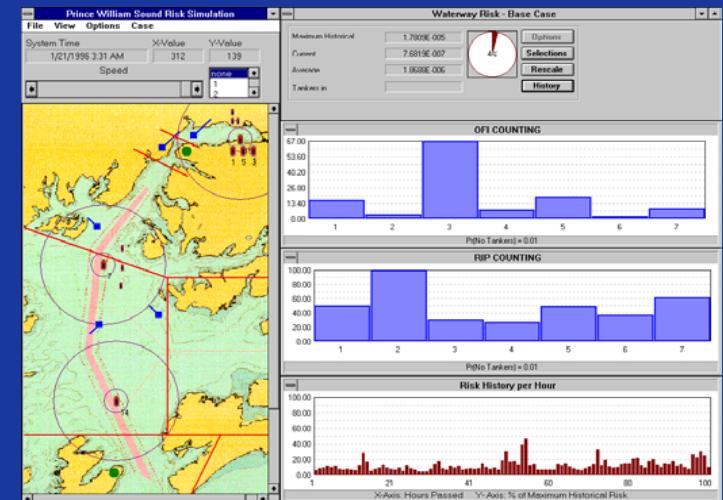 Prince William Sound Risk Simulation
File View Options Case
System Time X-Value Y-Value
1/21/1996 3:31 AM 312 139
Speed
none
1
2
1 5 3
14
Waterway Risk - Base Case
Maximum Historical 1.7809E-005
Current 7.6819E-007
Average 1.8688E-006
Tankers in
4%
Options
Selections
Rescale
History
OFI COUNTING
67.00
53.60
40.20
26.80
13.40
0.00
1 2 3 4 5 6 7
Pr(No Tankers) = 0.01
RIP COUNTING
100.00
80.00
60.00
40.00
20.00
0.00
1 2 3 4 5 6 7
Pr(No Tankers) = 0.01
Risk History per Hour
100.00
80.00
60.00
40.00
20.00
0.00
1 21 41 60 80 100
X-Axis: Hours Passed Y-Axis: % of Maximum Historical Risk